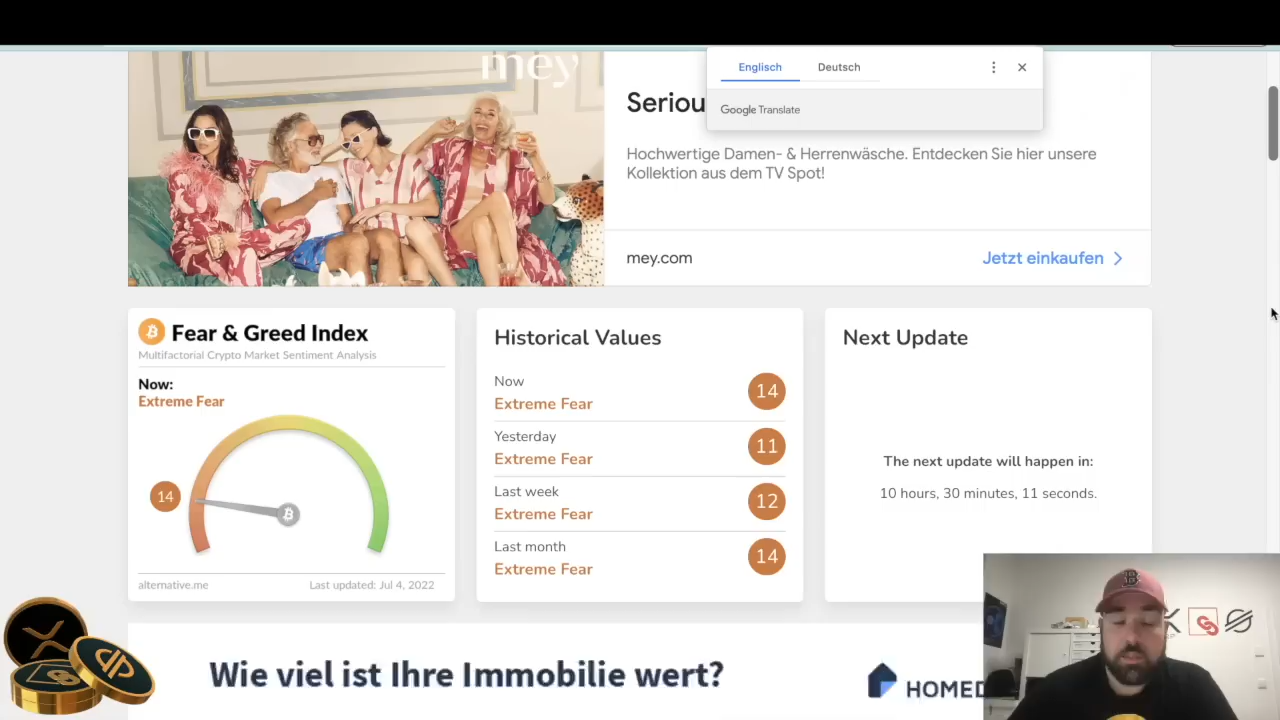 mey
Englisch
Deutsch
Google Translate
Seriou
Hochwertige Damen- & Herrenwäsche. Entdecken Sie hier unsere
Kollektion aus dem TV Spot!
mey.com
Jetzt einkaufen
Fear & Greed Index
Multifactorial Crypto Market Sentiment Analysis
Now:
Extreme Fear
14
alternative.me
Last updated: Jul 4, 2022
Historical Values
Now
Extreme Fear
14
Yesterday
Extreme Fear
11
Last week
Extreme Fear
12
Last month
Extreme Fear
14
Next Update
The next update will happen in:
10 hours, 30 minutes, 11 seconds.
Wie viel ist Ihre Immobilie wert?
HOMED
B